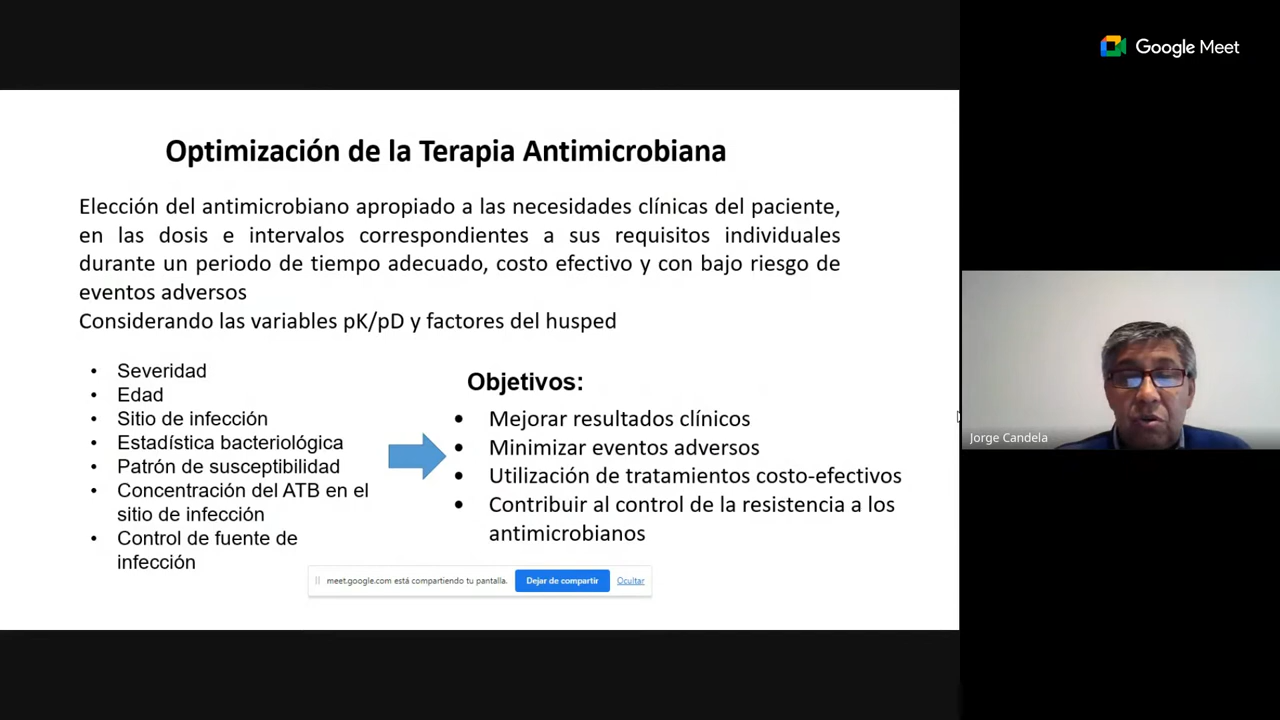 Google Meet
Optimización de la Terapia Antimicrobiana
Elección del antimicrobiano apropiado a las necesidades clínicas del paciente,
en las dosis e intervalos correspondientes a sus requisitos individuales
durante un periodo de tiempo adecuado, costo efectivo y con bajo riesgo de
eventos adversos
Considerando las variables pK/pD y factores del husped
• Severidad
• Edad
• Sitio de infección
• Estadística bacteriológica
• Patrón de susceptibilidad
• Concentración del ATB en el
sitio de infección
• Control de fuente de
infección
Objetivos:
• Mejorar resultados clínicos
• Minimizar eventos adversos
• Utilización de tratamientos costo-efectivos
• Contribuir al control de la resistencia a los
antimicrobianos
meet.google.com está compartiendo tu pantalla. Dejar de compartir Ocultar
Jorge Candela